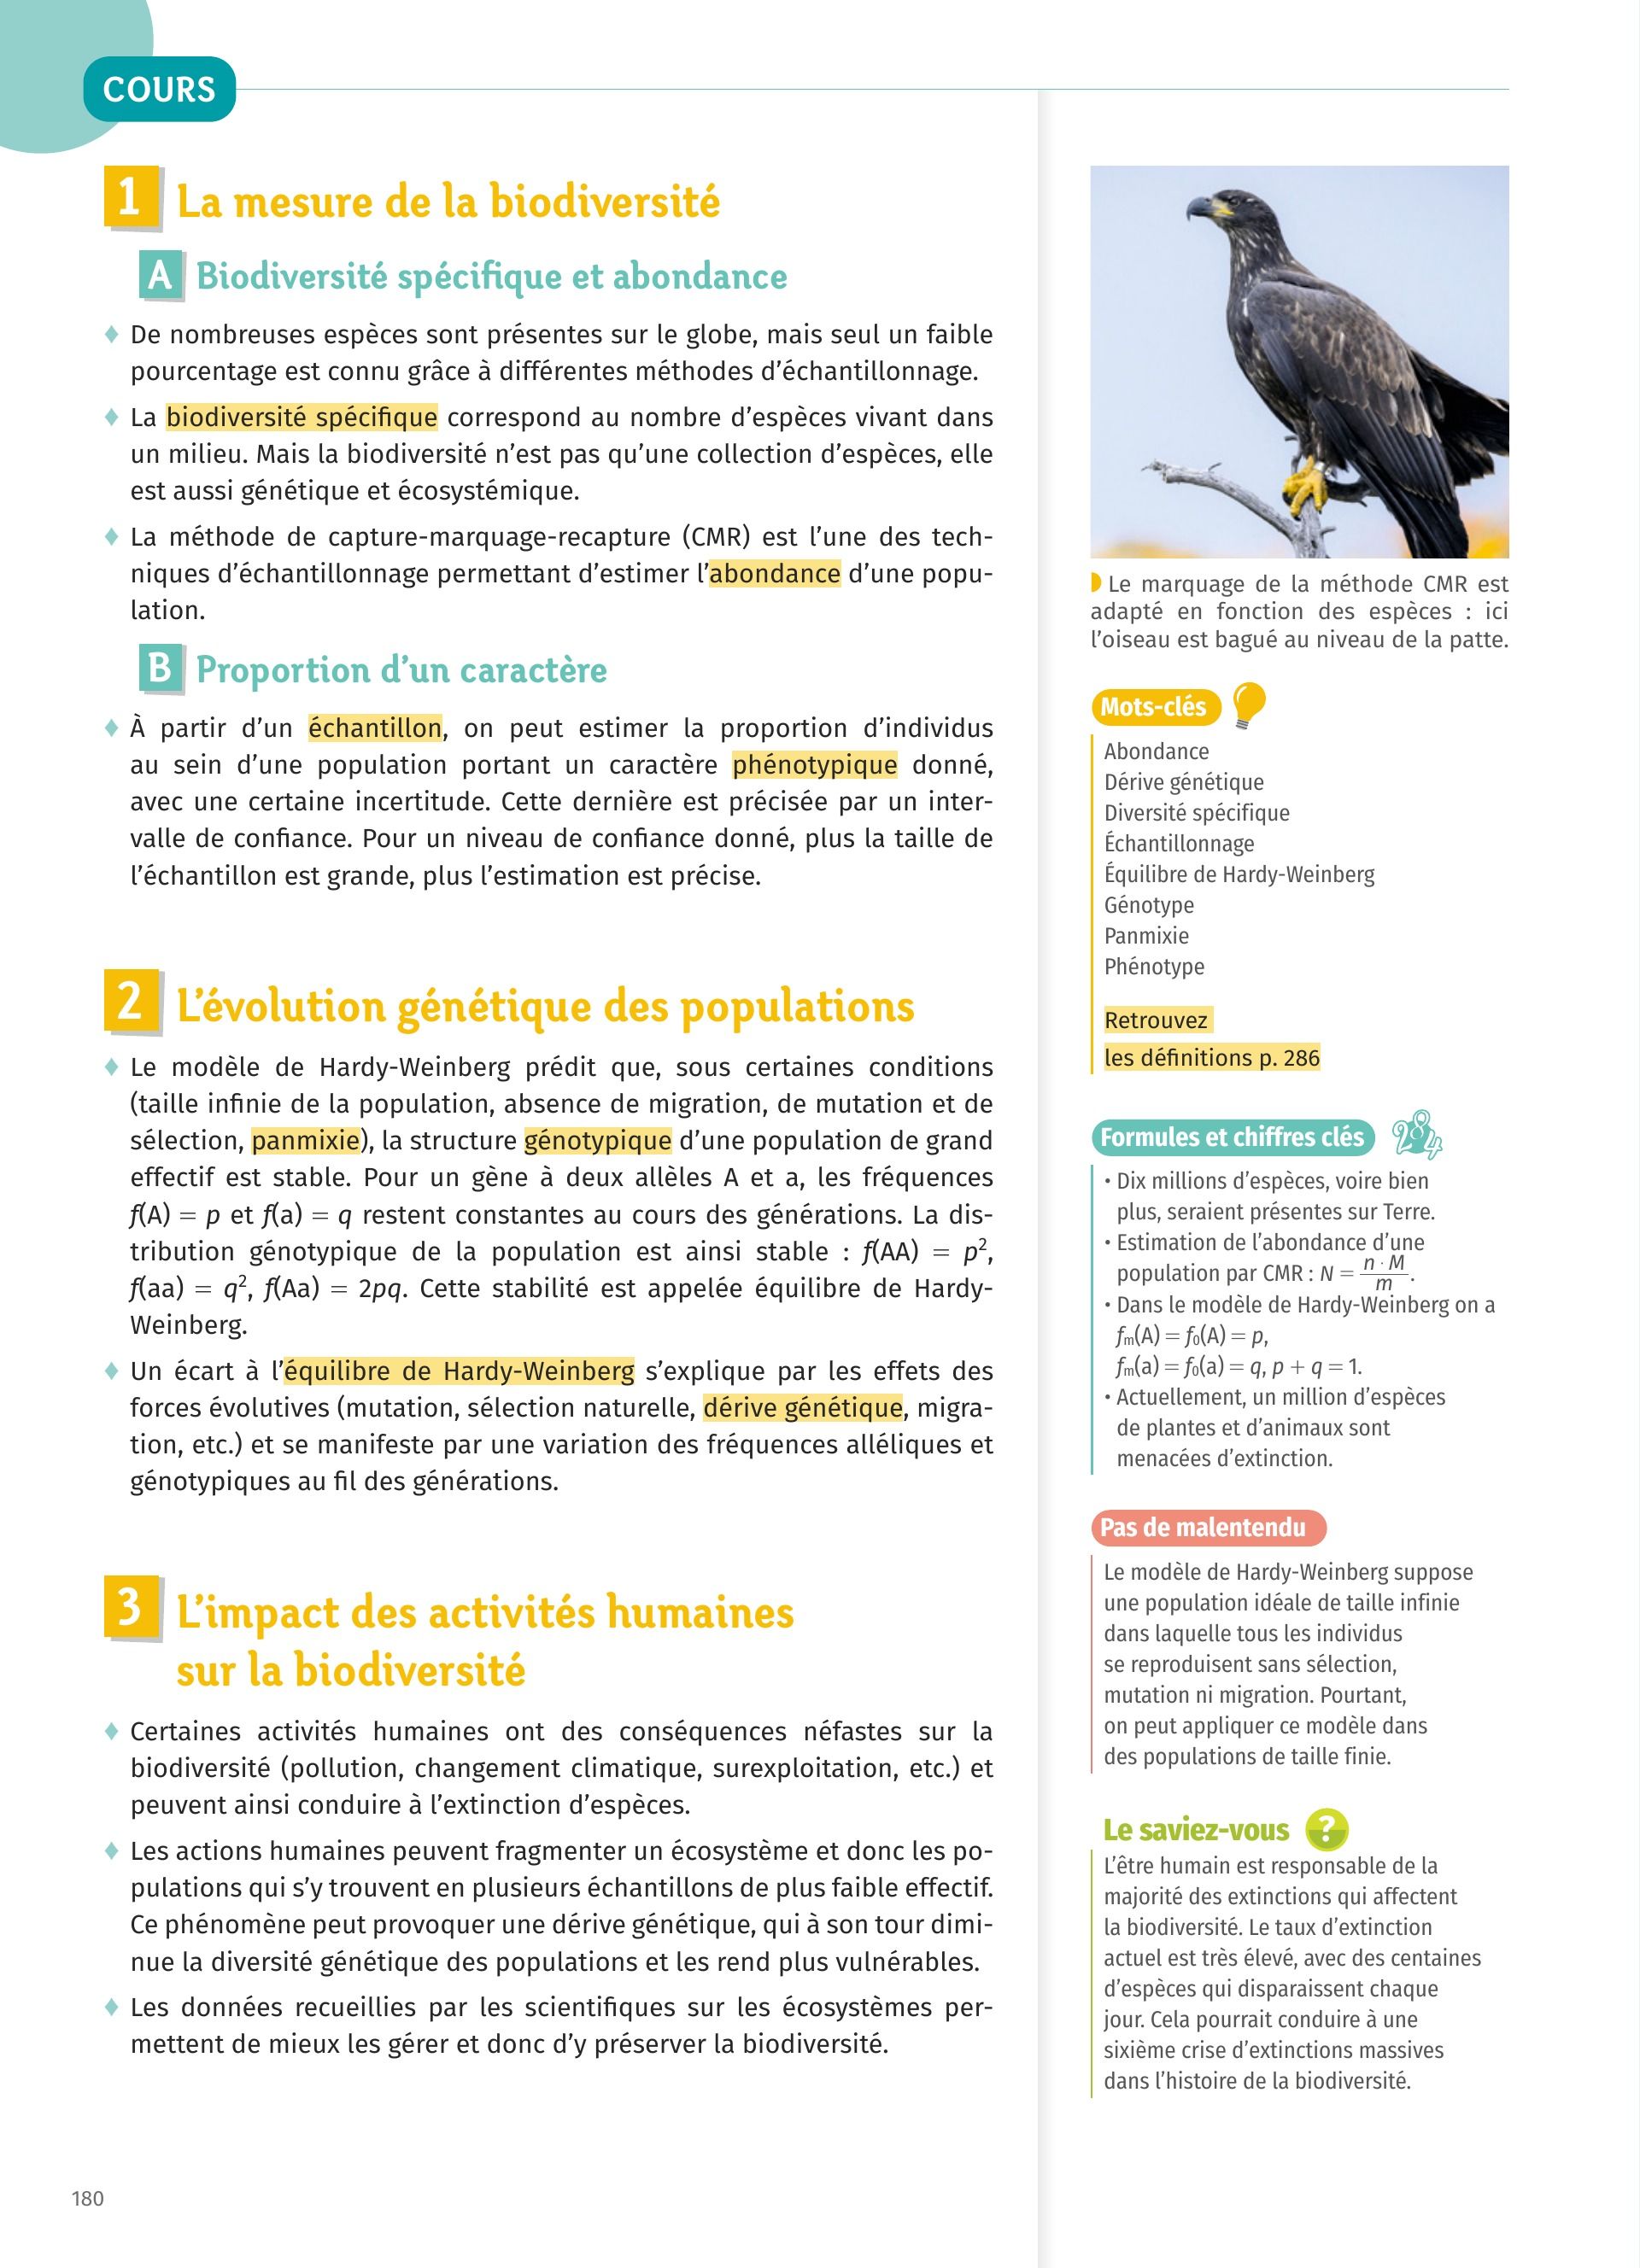 COURS
1 La mesure de la biodiversité
A Biodiversité spécifique et abondance
♦ De nombreuses espèces sont présentes sur le globe, mais seul un faible
pourcentage est connu grâce à différentes méthodes d’échantillonnage.
♦ La biodiversité spécifique correspond au nombre d’espèces vivant dans
un milieu. Mais la biodiversité n’est pas qu’une collection d’espèces, elle
est aussi génétique et écosystémique.
♦ La méthode de capture-marquage-recapture (CMR) est l’une des tech-
niques d’échantillonnage permettant d’estimer l’abondance d’une popu-
lation.
B Proportion d’un caractère
♦ À partir d’un échantillon, on peut estimer la proportion d’individus
au sein d’une population portant un caractère phénotypique donné,
avec une certaine incertitude. Cette dernière est précisée par un inter-
valle de confiance. Pour un niveau de confiance donné, plus la taille de
l’échantillon est grande, plus l’estimation est précise.
2 L’évolution génétique des populations
♦ Le modèle de Hardy-Weinberg prédit que, sous certaines conditions
(taille infinie de la population, absence de migration, de mutation et de
sélection, panmixie), la structure génotypique d’une population de grand
effectif est stable. Pour un gène à deux allèles A et a, les fréquences
f(A) = p et f(a) = q restent constantes au cours des générations. La dis-
tribution génotypique de la population est ainsi stable : f(AA) = p²,
f(aa) = q², f(Aa) = 2pq. Cette stabilité est appelée équilibre de Hardy-
Weinberg.
♦ Un écart à l’équilibre de Hardy-Weinberg s’explique par les effets des
forces évolutives (mutation, sélection naturelle, dérive génétique, migra-
tion, etc.) et se manifeste par une variation des fréquences alléliques et
génotypiques au fil des générations.
3 L’impact des activités humaines
sur la biodiversité
♦ Certaines activités humaines ont des conséquences néfastes sur la
biodiversité (pollution, changement climatique, surexploitation, etc.) et
peuvent ainsi conduire à l’extinction d’espèces.
♦ Les actions humaines peuvent fragmenter un écosystème et donc les po-
pulations qui s’y trouvent en plusieurs échantillons de plus faible effectif.
Ce phénomène peut provoquer une dérive génétique, qui à son tour dimi-
nue la diversité génétique des populations et les rend plus vulnérables.
♦ Les données recueillies par les scientifiques sur les écosystèmes per-
mettent de mieux les gérer et donc d’y préserver la biodiversité.
Le marquage de la méthode CMR est
adapté en fonction des espèces : ici
l’oiseau est bagué au niveau de la patte.
Mots-clés
Abondance
Dérive génétique
Diversité spécifique
Échantillonnage
Équilibre de Hardy-Weinberg
Génotype
Panmixie
Phénotype
Retrouvez
les définitions p. 286
Formules et chiffres clés 284
• Dix millions d’espèces, voire bien
plus, seraient présentes sur Terre.
• Estimation de l’abondance d’une
population par CMR : N = n · M / m.
• Dans le modèle de Hardy-Weinberg on a
fm(A) = f0(A) = p,
fm(a) = f0(a) = q, p + q = 1.
• Actuellement, un million d’espèces
de plantes et d’animaux sont
menacées d’extinction.
Pas de malentendu
Le modèle de Hardy-Weinberg suppose
une population idéale de taille infinie
dans laquelle tous les individus
se reproduisent sans sélection,
mutation ni migration. Pourtant,
on peut appliquer ce modèle dans
des populations de taille finie.
Le saviez-vous ?
L’être humain est responsable de la
majorité des extinctions qui affectent
la biodiversité. Le taux d’extinction
actuel est très élevé, avec des centaines
d’espèces qui disparaissent chaque
jour. Cela pourrait conduire à une
sixième crise d’extinctions massives
dans l’histoire de la biodiversité.
180